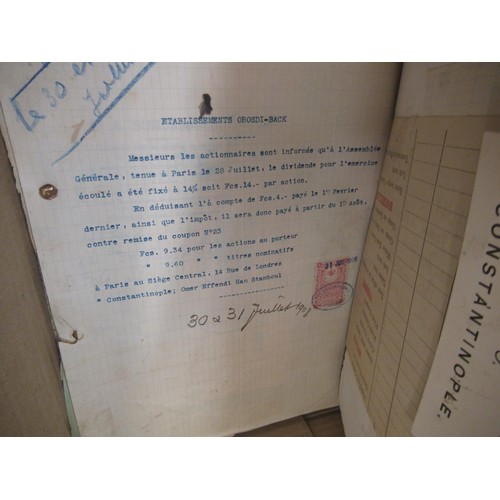 Le 30 et
Juillet
ETABLISSEMENTS OROSDI-BACK
Messieurs les actionnaires sont informés qu'à l'Assemblée
Générale, tenue à Paris le 28 Juillet, le dividende pour l'exercice
écoulé a été fixé à 14% soit Fcs.14.- par action.
En déduisant l'à compte de Fcs.4.- payé le 1er Février
dernier, ainsi que l'impôt, il sera donc payé à partir du 1er Août,
contre remise du coupon N°23
Fcs. 9.34 pour les actions au porteur
" 9.60 " " titres nominatifs
à Paris au Siège Central, 14 Rue de Londres
" Constantinople; Omer Effendi Han Stamboul
30 & 31 Juillet
CONSTANTINOPLE.